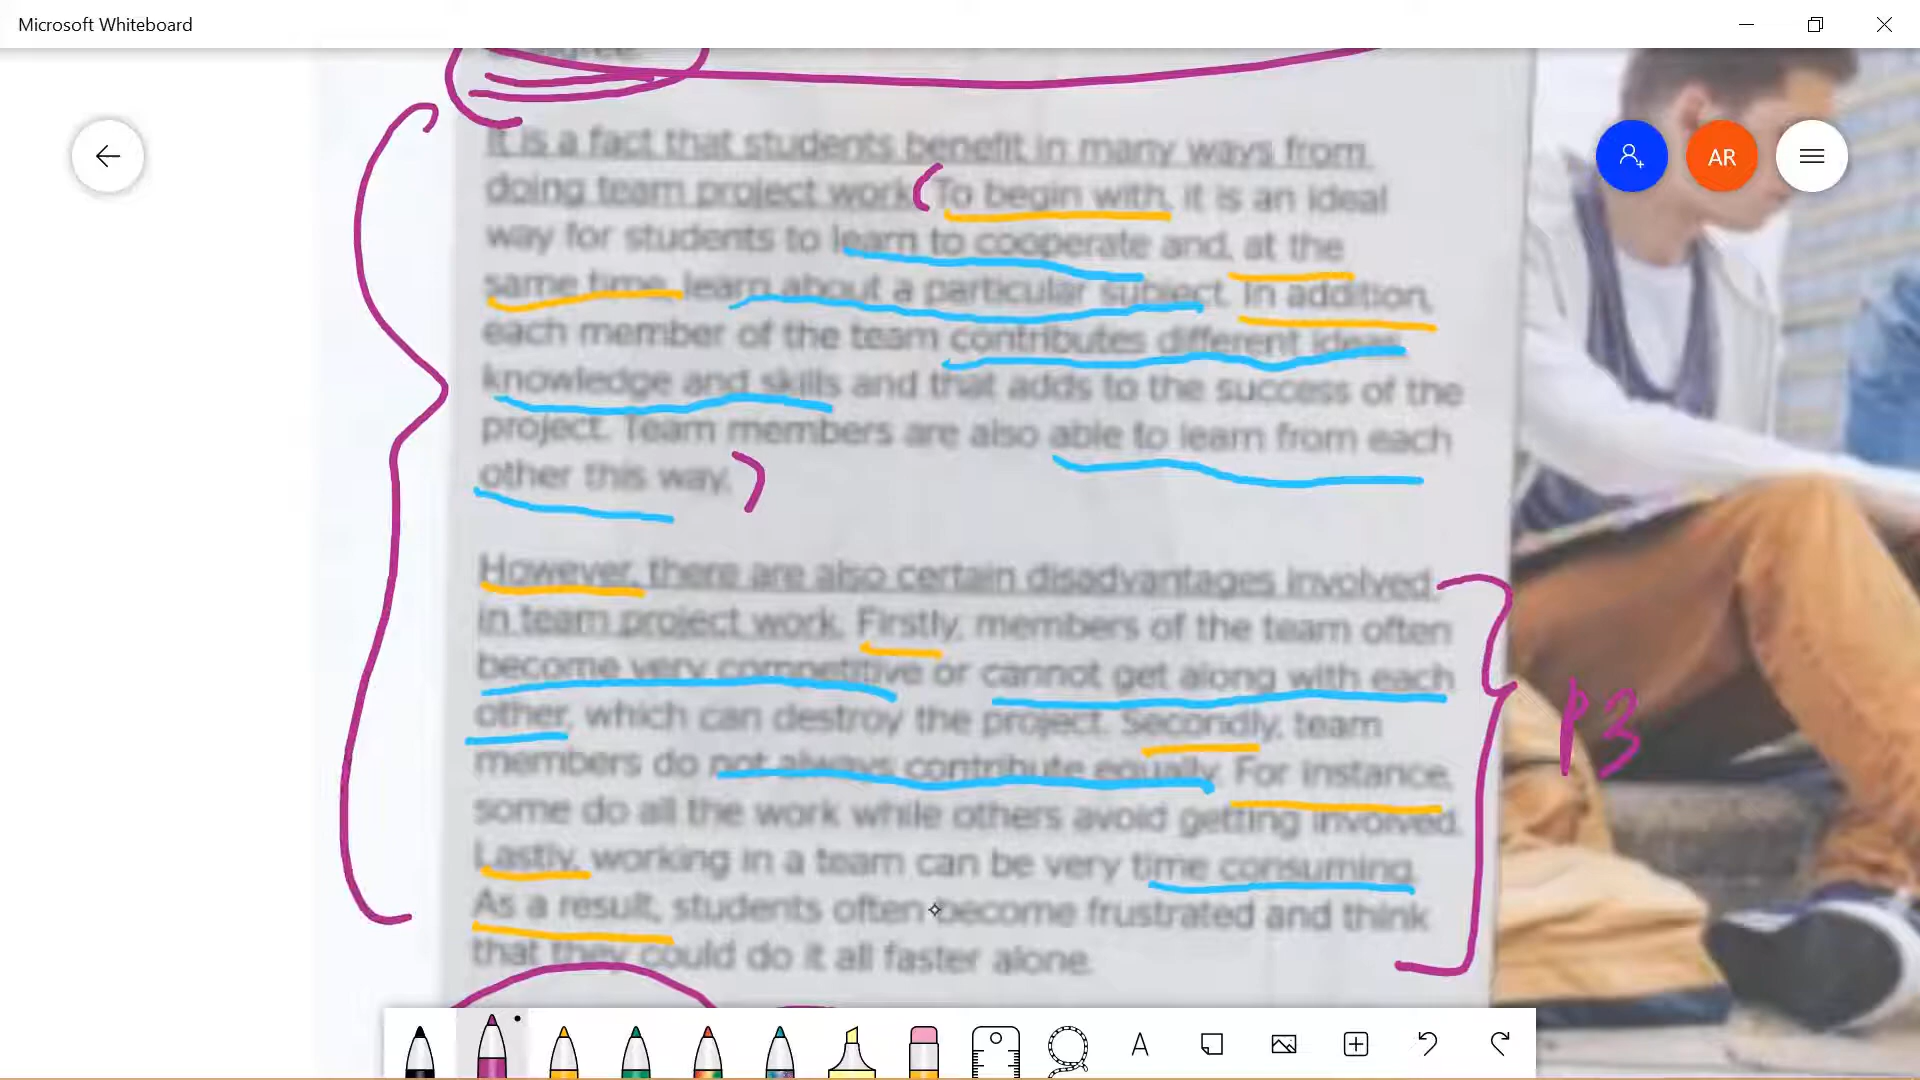 Microsoft Whiteboard
It is a fact that students benefit in many ways from
doing team project work. To begin with, it is an ideal
way for students to learn to cooperate and, at the
same time, learn about a particular subject. In addition,
each member of the team contributes different ideas,
knowledge and skills and that adds to the success of the
project. Team members are also able to learn from each
other this way.
However, there are also certain disadvantages involved
in team project work. Firstly, members of the team often
become very competitive or cannot get along with each
other, which can destroy the project. Secondly, team
members do not always contribute equally. For instance,
some do all the work while others avoid getting involved.
Lastly, working in a team can be very time consuming.
As a result, students often become frustrated and think
that they could do it all faster alone.
P3
AR
A